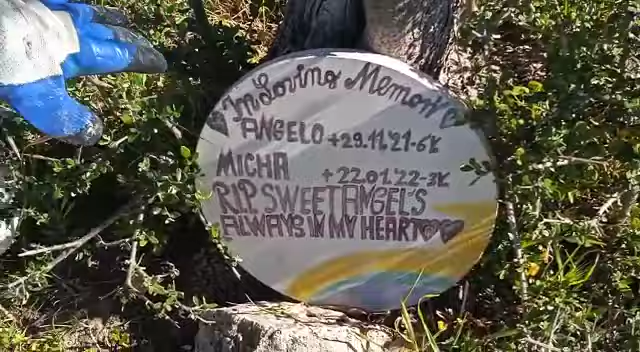 In Loving Memory
ANGELO +29.11.21-6K
MICHA +22.01.22-3K
RIP SWEET ANGEL'S
ALWAYS IN MY HEART